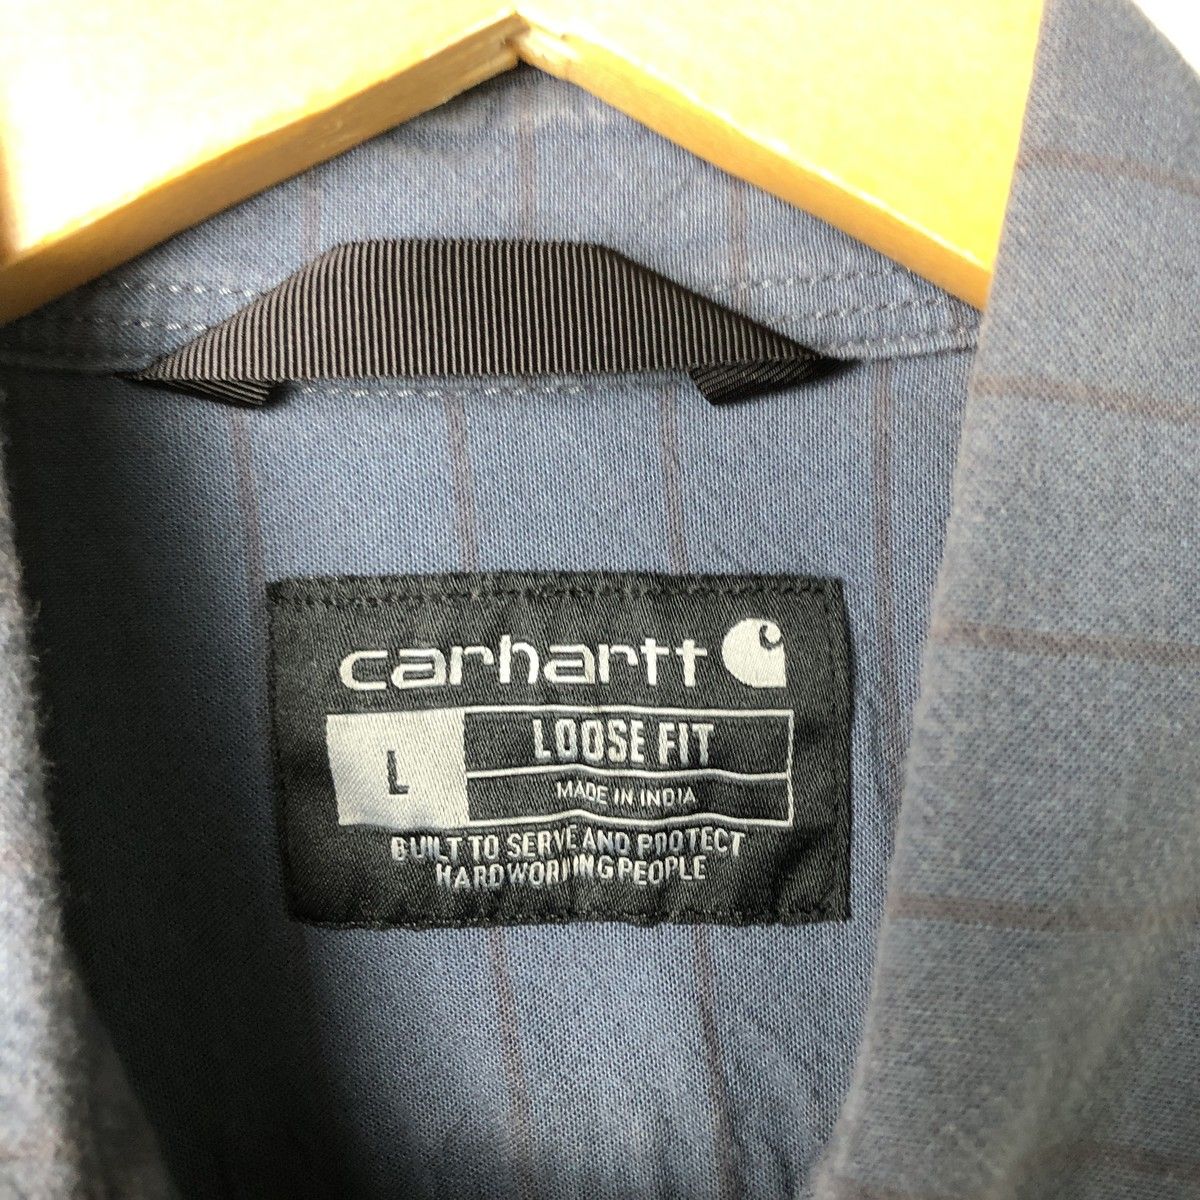 carhartt
L
LOOSE FIT
MADE IN INDIA
BUILT TO SERVE AND PROTECT
HARDWORKING PEOPLE